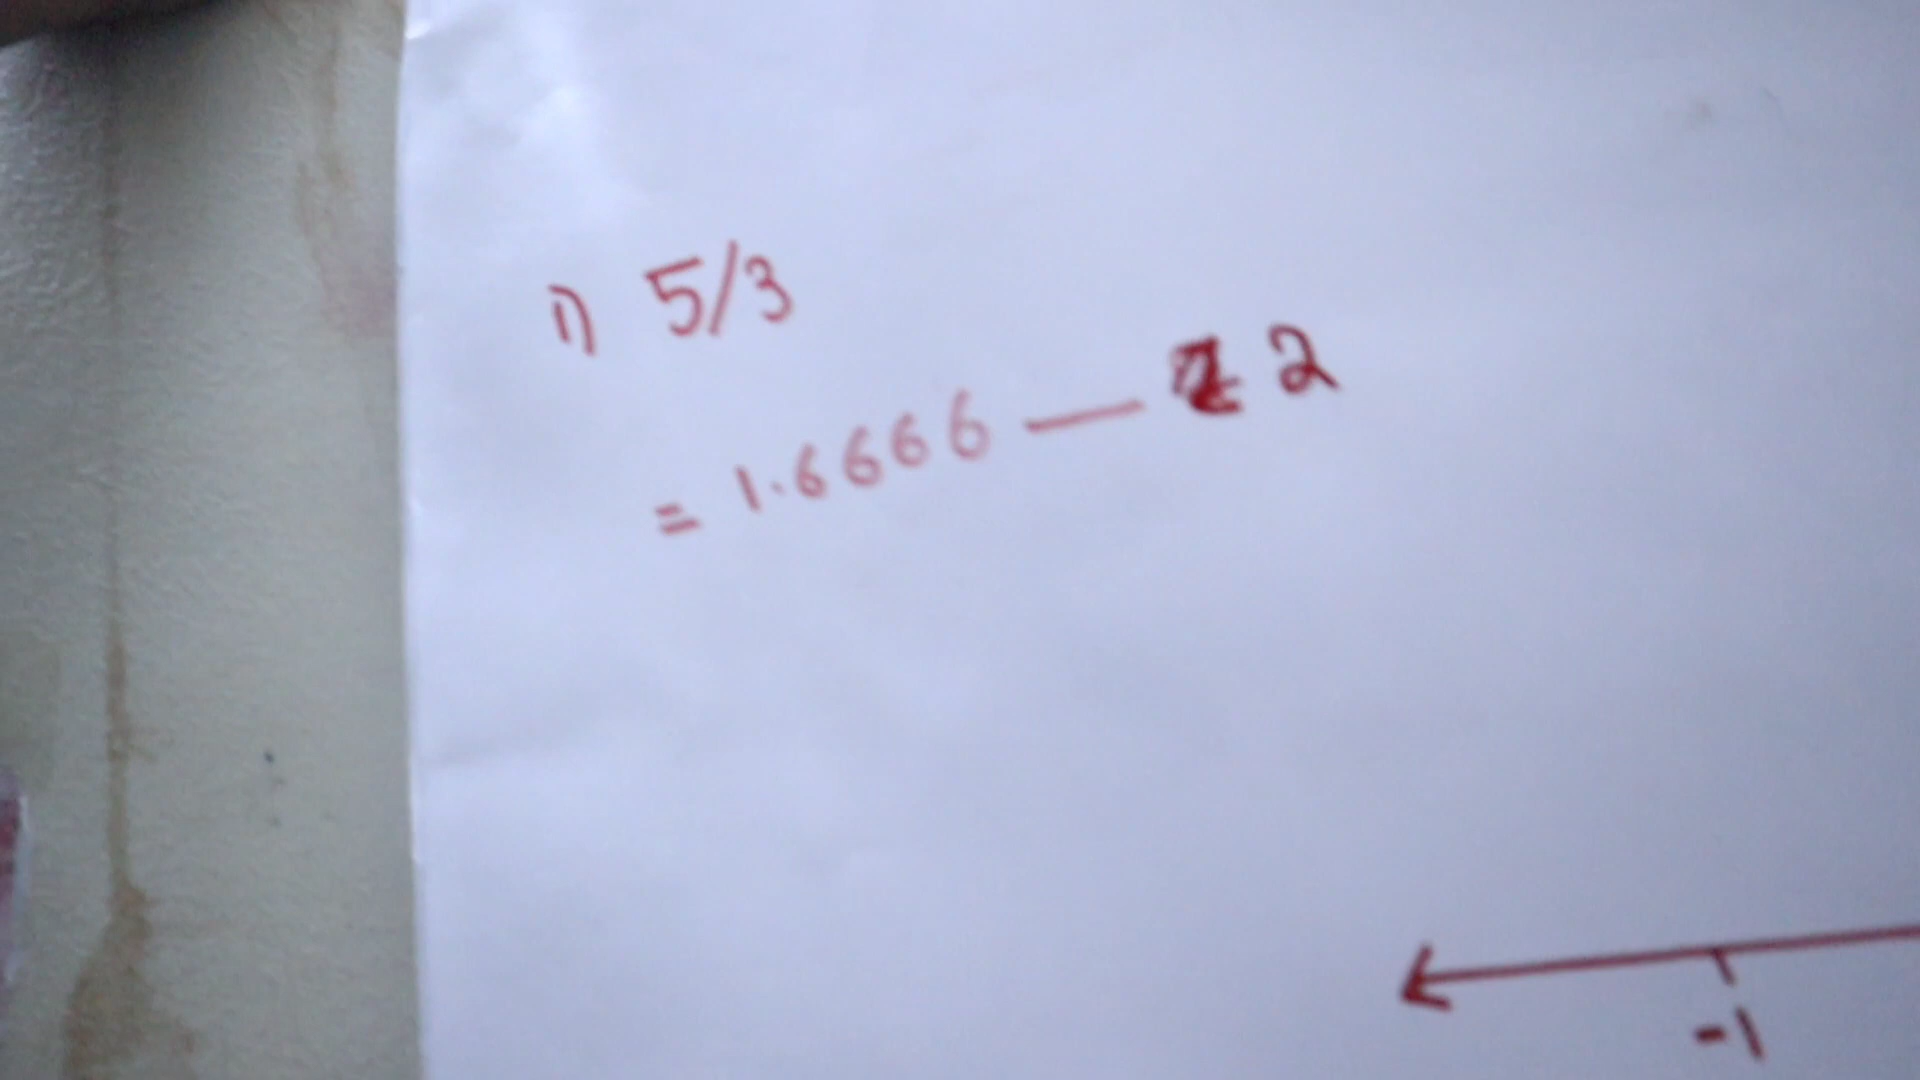 1) 5/3
= 1.6666 — 2
-1